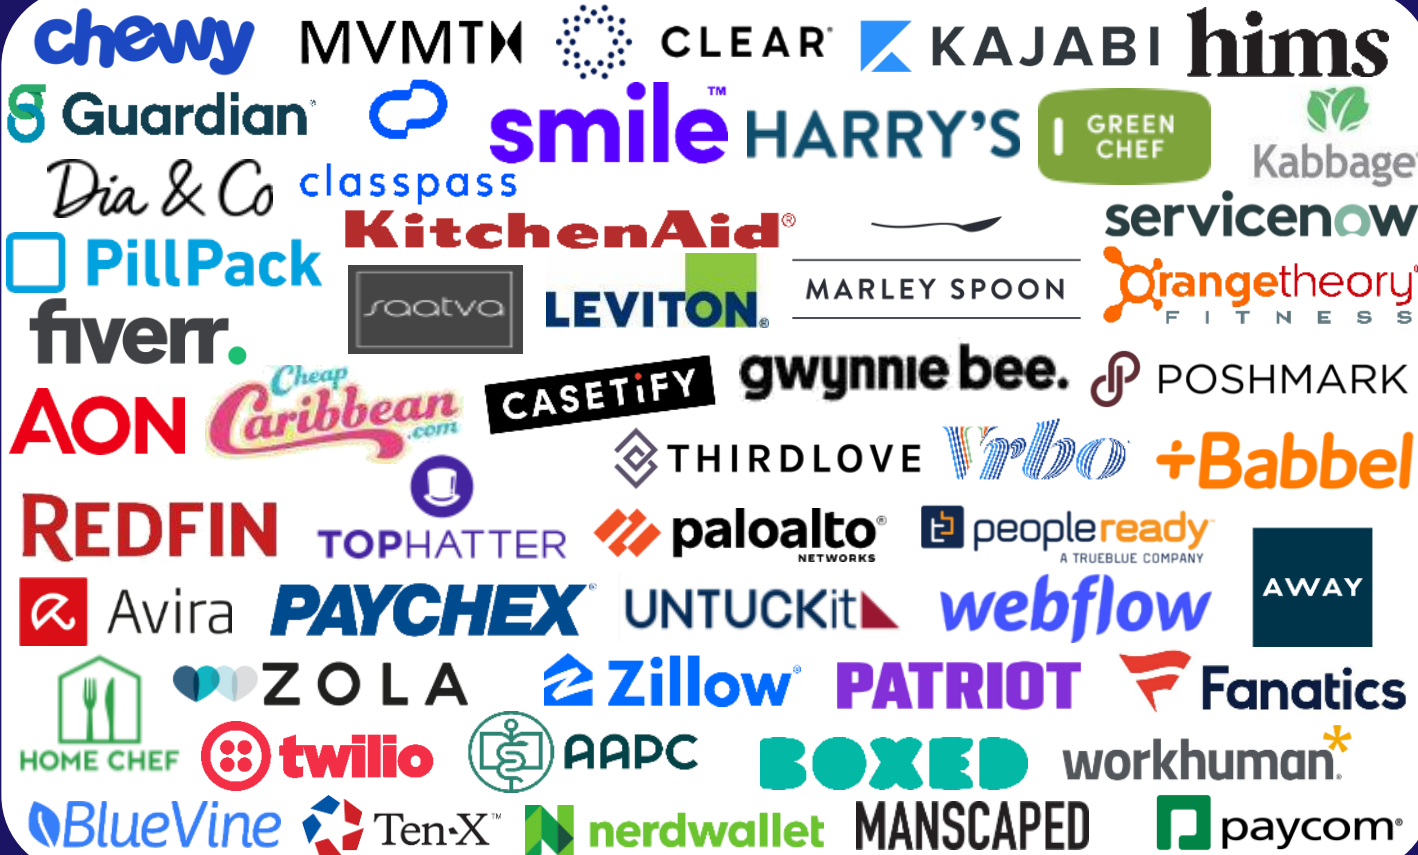 chewy
MVMT
CLEAR
KAJABI
hims
Guardian
classpass
smile™
HARRY'S
GREEN
CHEF
Kabbage
Dia & Co
KitchenAid®
MARLEY SPOON
servicenow
PillPack
saatva
LEVITON®
Orangetheory
FITNESS
fiverr.
Cheap
Caribbean
.com
CASETiFY
gwynnie bee.
POSHMARK
AON
THIRDLOVE
Vrbo
+Babbel
REDFIN
TOPHATTER
paloalto®
NETWORKS
peopleready
A TRUEBLUE COMPANY
AWAY
Avira
PAYCHEX®
UNTUCKit
webflow
HOME CHEF
ZOLA
Zillow®
PATRIOT
Fanatics
twilio
AAPC
BOXED
workhuman*
BlueVine
Ten-X™
nerdwallet
MANSCAPED
paycom®